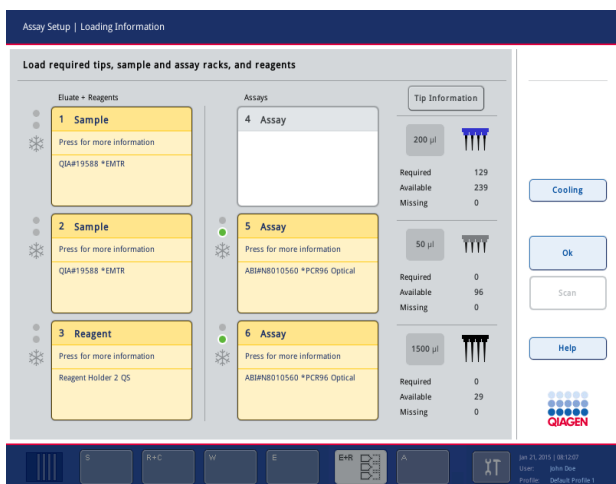 Assay Setup | Loading Information
Load required tips, sample and assay racks, and reagents
Eluate + Reagents
Assays
Tip Information
1 Sample
Press for more information
QIA#19588 *EMTR
4 Assay
200 µl
Required 129
Available 239
Missing 0
Cooling
2 Sample
Press for more information
QIA#19588 *EMTR
5 Assay
Press for more information
ABI#N8010560 *PCR96 Optical
50 µl
Required 0
Available 96
Missing 0
Ok
Scan
3 Reagent
Press for more information
Reagent Holder 2 QS
6 Assay
Press for more information
ABI#N8010560 *PCR96 Optical
1500 µl
Required 0
Available 29
Missing 0
Help
QIAGEN
S
R+C
W
E
E+R
A
Jan 21, 2015 | 08:12:07
User: John Doe
Profile: Default Profile 1